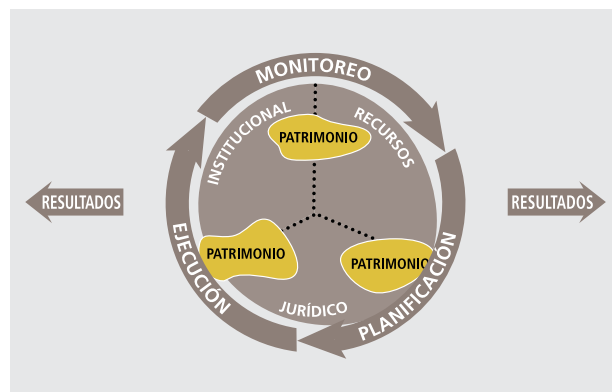 MONITOREO
INSTITUCIONAL
RECURSOS
PATRIMONIO
RESULTADOS
RESULTADOS
EJECUCIÓN
PATRIMONIO
PATRIMONIO
PLANIFICACIÓN
JURÍDICO